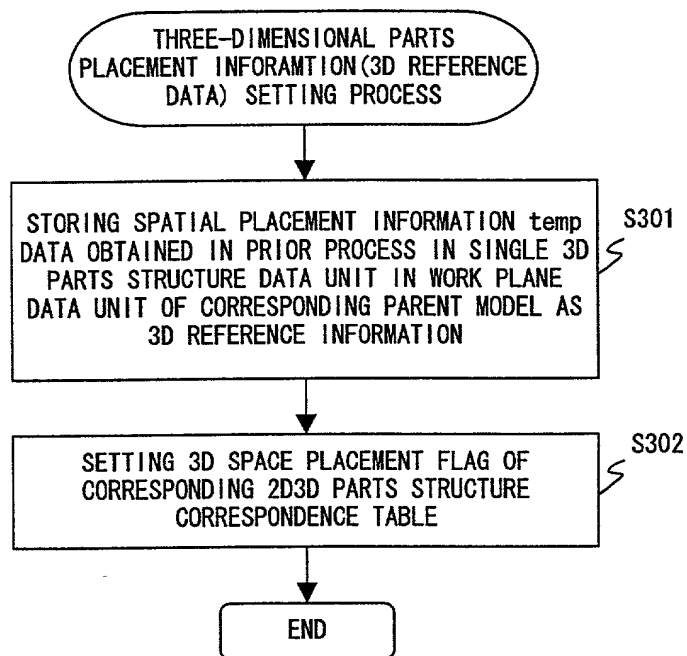 THREE-DIMENSIONAL PARTS
PLACEMENT INFORAMTION(3D REFERENCE
DATA) SETTING PROCESS
STORING SPATIAL PLACEMENT INFORMATION temp
DATA OBTAINED IN PRIOR PROCESS IN SINGLE 3D
PARTS STRUCTURE DATA UNIT IN WORK PLANE
DATA UNIT OF CORRESPONDING PARENT MODEL AS
3D REFERENCE INFORMATION
S301
SETTING 3D SPACE PLACEMENT FLAG OF
CORRESPONDING 2D3D PARTS STRUCTURE
CORRESPONDENCE TABLE
S302
END